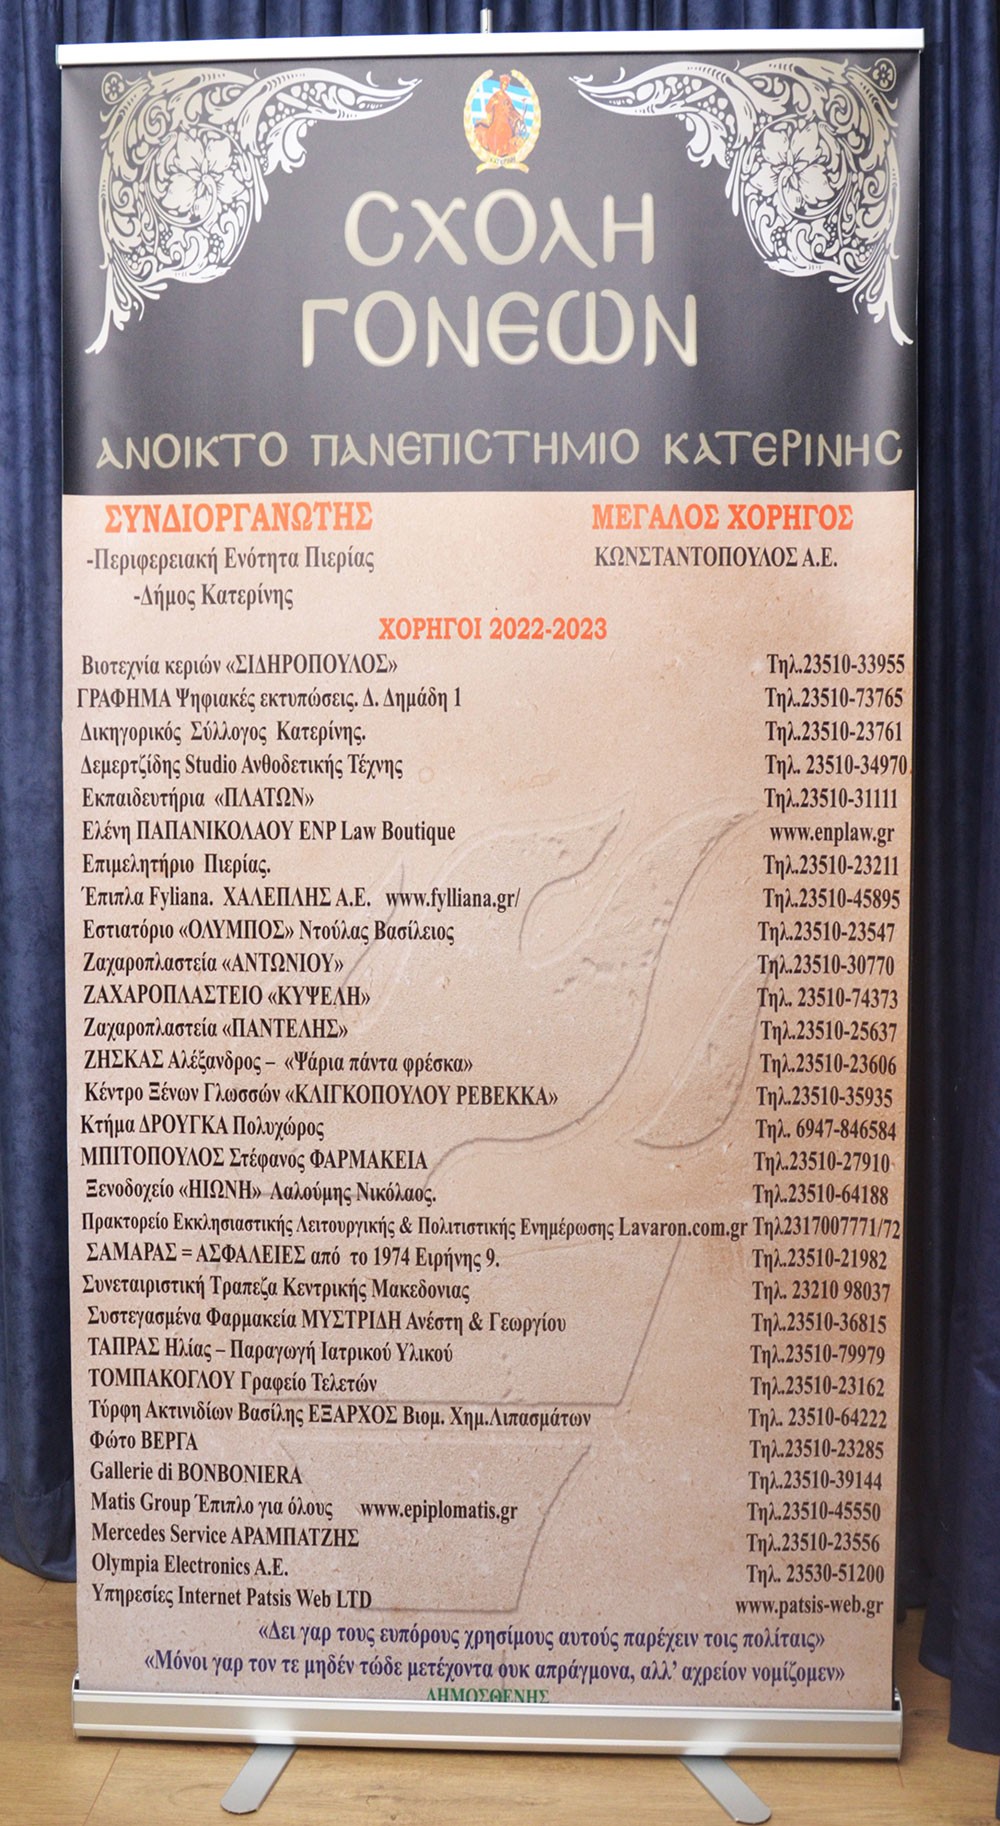 ΚΑΤΕΡΙΝΗ
ΣΧΟΛΗ
ΓΟΝΕΩΝ
ΑΝΟΙΚΤΟ ΠΑΝΕΠΙΣΤΗΜΙΟ ΚΑΤΕΡΙΝΗΣ
ΣΥΝΔΙΟΡΓΑΝΩΤΗΣ ΜΕΓΑΛΟΣ ΧΟΡΗΓΟΣ
-Περιφερειακή Ενότητα Πιερίας ΚΩΝΣΤΑΝΤΟΠΟΥΛΟΣ Α.Ε.
-Δήμος Κατερίνης
ΧΟΡΗΓΟΙ 2022-2023
Βιοτεχνία κεριών «ΣΙΔΗΡΟΠΟΥΛΟΣ» Τηλ.23510-33955
ΓΡΑΦΗΜΑ Ψηφιακές εκτυπώσεις. Δ. Δημάδη 1 Τηλ.23510-73765
Δικηγορικός Σύλλογος Κατερίνης. Τηλ.23510-23761
Δεμερτζίδης Studio Ανθοδετικής Τέχνης Τηλ. 23510-34970
Εκπαιδευτήρια «ΠΛΑΤΩΝ» Τηλ.23510-31111
Ελένη ΠΑΠΑΝΙΚΟΛΑΟΥ ENP Law Boutique www.enplaw.gr
Επιμελητήριο Πιερίας. Τηλ.23510-23211
Έπιπλα Fyliana. ΧΑΛΕΠΛΗΣ Α.Ε. www.fylliana.gr/ Τηλ.23510-45895
Εστιατόριο «ΟΛΥΜΠΟΣ» Ντούλας Βασίλειος Τηλ.23510-23547
Ζαχαροπλαστεία «ΑΝΤΩΝΙΟΥ» Τηλ.23510-30770
ΖΑΧΑΡΟΠΛΑΣΤΕΙΟ «ΚΥΨΕΛΗ» Τηλ. 23510-74373
Ζαχαροπλαστεία «ΠΑΝΤΕΛΗΣ» Τηλ.23510-25637
ΖΗΣΚΑΣ Αλέξανδρος – «Ψάρια πάντα φρέσκα» Τηλ.23510-23606
Κέντρο Ξένων Γλωσσών «ΚΛΙΓΚΟΠΟΥΛΟΥ ΡΕΒΕΚΚΑ» Τηλ.23510-35935
Κτήμα ΔΡΟΥΓΚΑ Πολυχώρος Τηλ. 6947-846584
ΜΠΙΤΟΠΟΥΛΟΣ Στέφανος ΦΑΡΜΑΚΕΙΑ Τηλ.23510-27910
Ξενοδοχείο «ΗΙΩΝΗ» Λαλούμης Νικόλαος. Τηλ.23510-64188
Πρακτορείο Εκκλησιαστικής Λειτουργικής & Πολιτιστικής Ενημέρωσης Lavaron.com.gr Τηλ2317007771/72
ΣΑΜΑΡΑΣ = ΑΣΦΑΛΕΙΕΣ από το 1974 Ειρήνης 9. Τηλ.23510-21982
Συνεταιριστική Τραπεζα Κεντρικής Μακεδονιας Τηλ. 23210 98037
Συστεγασμένα Φαρμακεία ΜΥΣΤΡΙΔΗ Ανέστη & Γεωργίου Τηλ.23510-36815
ΤΑΠΡΑΣ Ηλίας – Παραγωγή Ιατρικού Υλικού Τηλ.23510-79979
ΤΟΜΠΑΚΟΓΛΟΥ Γραφείο Τελετών Τηλ.23510-23162
Τύρφη Ακτινιδίων Βασίλης ΕΞΑΡΧΟΣ Βιομ. Χημ.Λιπασμάτων Τηλ. 23510-64222
Φώτο ΒΕΡΓΑ Τηλ.23510-23285
Gallerie di BONBONIERA Τηλ.23510-39144
Matis Group Έπιπλο για όλους www.epiplomatis.gr Τηλ.23510-45550
Mercedes Service ΑΡΑΜΠΑΤΖΗΣ Τηλ.23510-23556
Olympia Electronics Α.Ε. Τηλ. 23530-51200
Υπηρεσίες Internet Patsis Web LTD www.patsis-web.gr
«Δει γαρ τους ευπόρους χρησίμους αυτούς παρέχειν τοις πολίταις»
«Μόνοι γαρ τον τε μηδέν τώδε μετέχοντα ουκ απράγμονα, αλλ’ αχρείον νομίζομεν»
ΔΗΜΟΣΘΕΝΗΣ